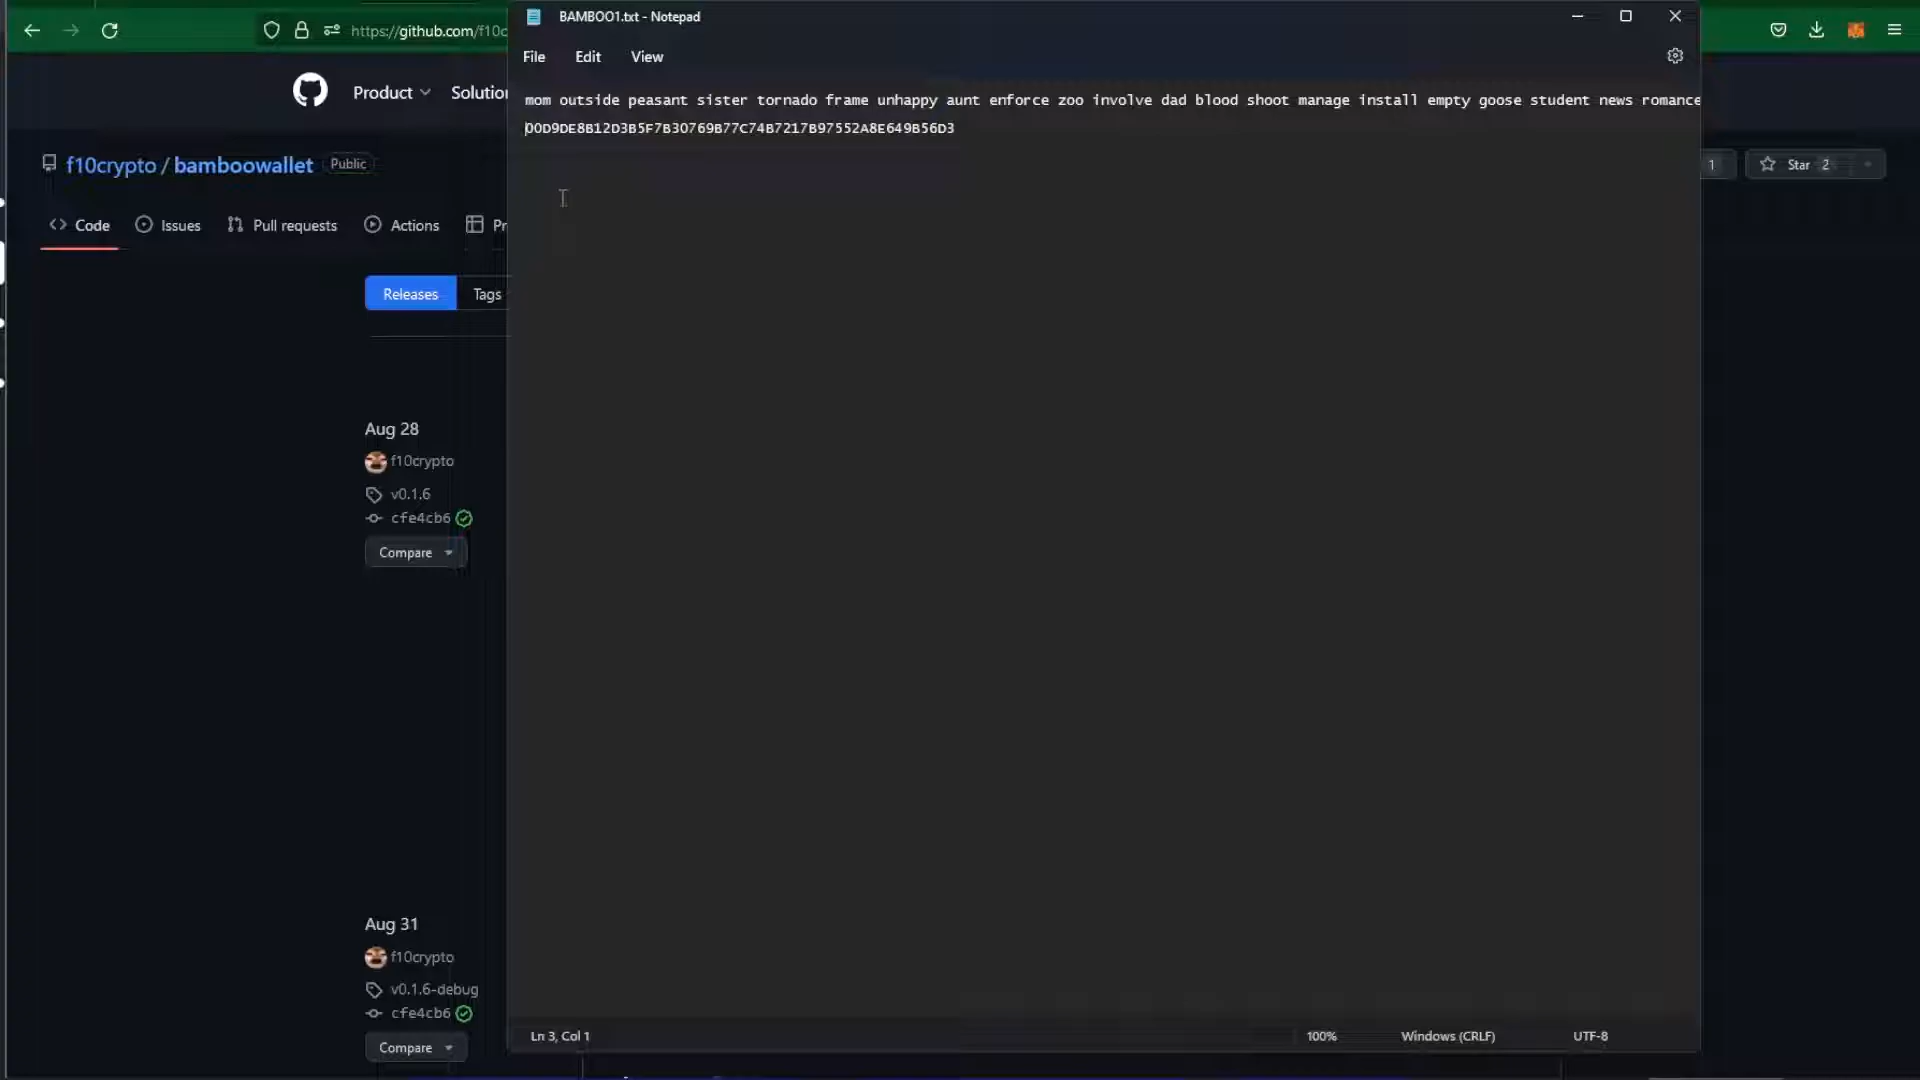 BAMBOO1.txt - Notepad
https://github.com/f10c
File Edit View
Product Solution
mom outside peasant sister tornado frame unhappy aunt enforce zoo involve dad blood shoot manage install empty goose student news romance
00D9DE8B12D3B5F7B30769B77C74B7217B97552A8E649B56D3
f10crypto / bamboowallet Public
1 Star 2
Code Issues Pull requests Actions Pr
Releases Tags
Aug 28
f10crypto
v0.1.6
cfe4cb6
Compare
Aug 31
f10crypto
v0.1.6-debug
cfe4cb6
Compare
Ln 3, Col 1 100% Windows (CRLF) UTF-8